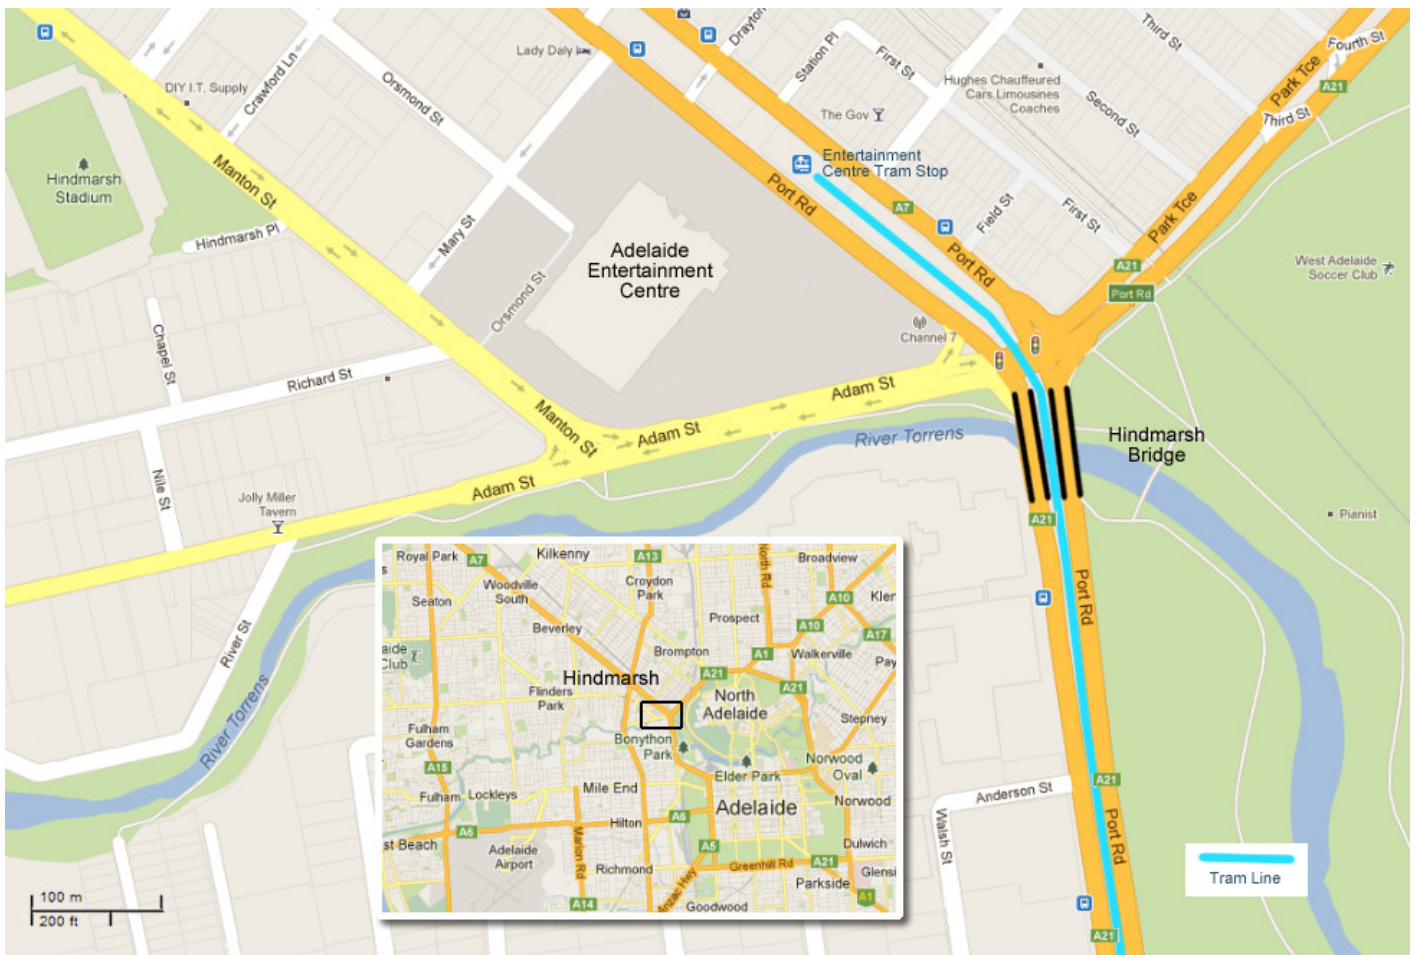 Third St
Fourth St
Lady Daly
Drayton
Station Pl
First St
Park Tce
A21
DIY I.T. Supply
Crawford Ln
Orsmond St
Hughes Chauffeured
Cars Limousines
Coaches
Second St
The Gov
Third St
Entertainment
Centre Tram Stop
Hindmarsh
Stadium
Manton St
Port Rd
A7
Field St
First St
Park Tce
Hindmarsh Pl
Mary St
Adelaide
Entertainment
Centre
Port Rd
A21
Port Rd
West Adelaide
Soccer Club
Orsmond St
Channel 7
Chapel St
Richard St
Adam St
Manton St
Adam St
River Torrens
Hindmarsh
Bridge
Nile St
Adam St
Jolly Miller
Tavern
A21
Pianist
Port Rd
River St
River Torrens
Royal Park
A7
Kilkenny
A13
North Rd
Broadview
Woodville
South
Croydon
Park
A10
Klen
Seaton
Prospect
A10
A17
Beverley
aide
Club
Brompton
A1
Walkerville
Pay
Hindmarsh
A21
A21
Flinders
Park
North
Adelaide
Stepney
Fulham
Gardens
Bonython
Park
A15
Elder Park
Norwood
Oval
Fulham
Lockleys
Mile End
Adelaide
Norwood
A6
Hilton
A6
st Beach
Adelaide
Airport
Marion Rd
A5
Dulwich
Richmond
Greenhill Rd
A21
Glensi
Anzac Hwy
Parkside
A14
Goodwood
A1
Anderson St
A21
Walsh St
Port Rd
Tram Line
100 m
200 ft
A21